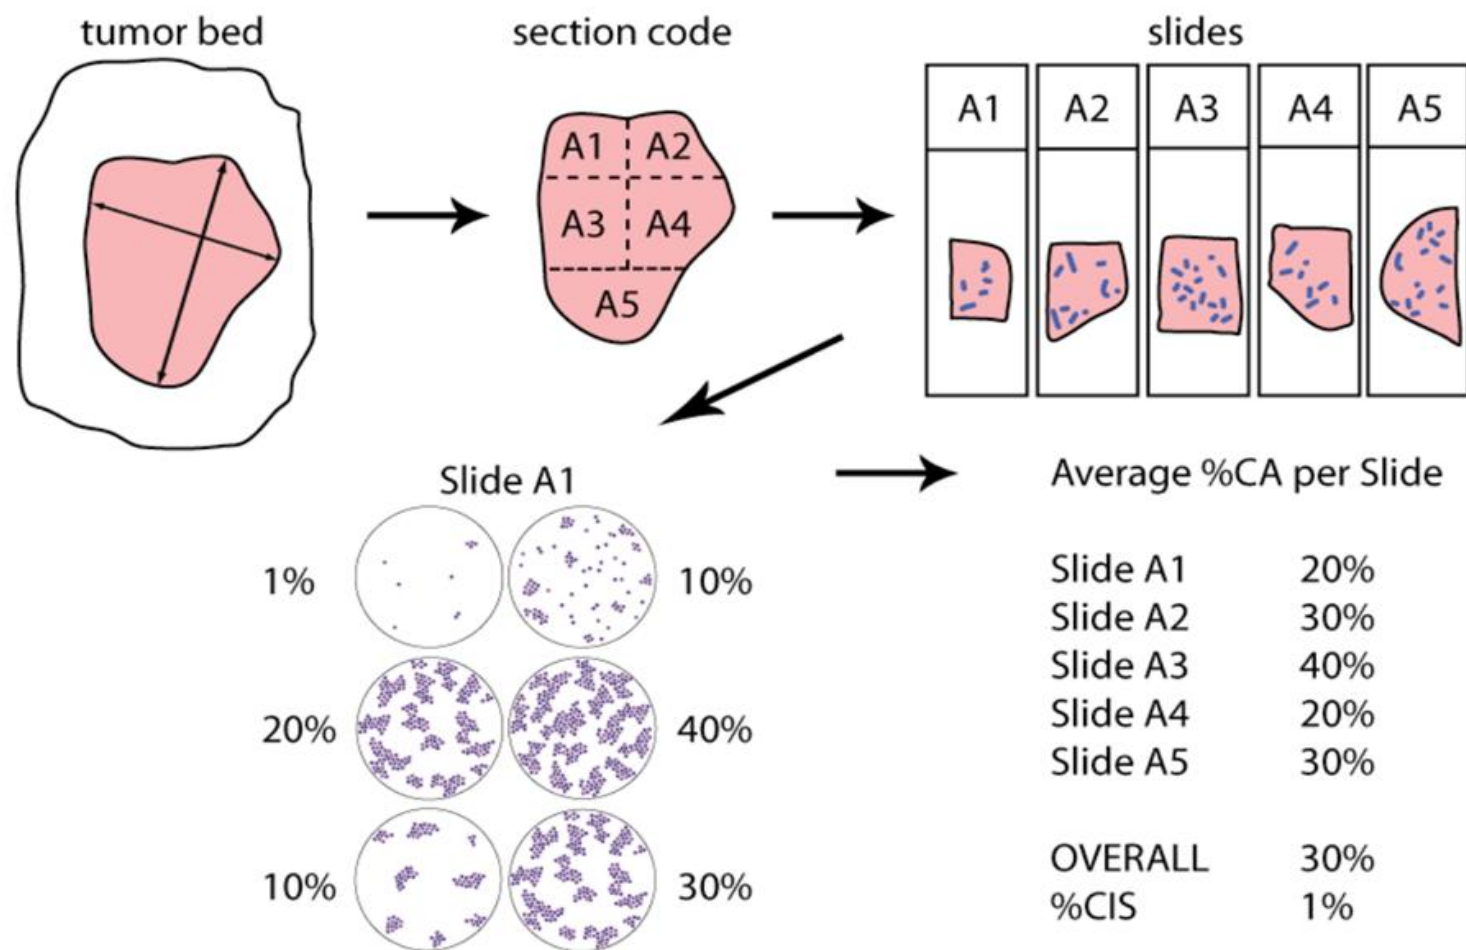 tumor bed
section code
slides
A1 A2
A3 A4
A5
A1 A2 A3 A4 A5
Slide A1
1% 10%
20% 40%
10% 30%
Average %CA per Slide
Slide A1 20%
Slide A2 30%
Slide A3 40%
Slide A4 20%
Slide A5 30%
OVERALL 30%
%CIS 1%